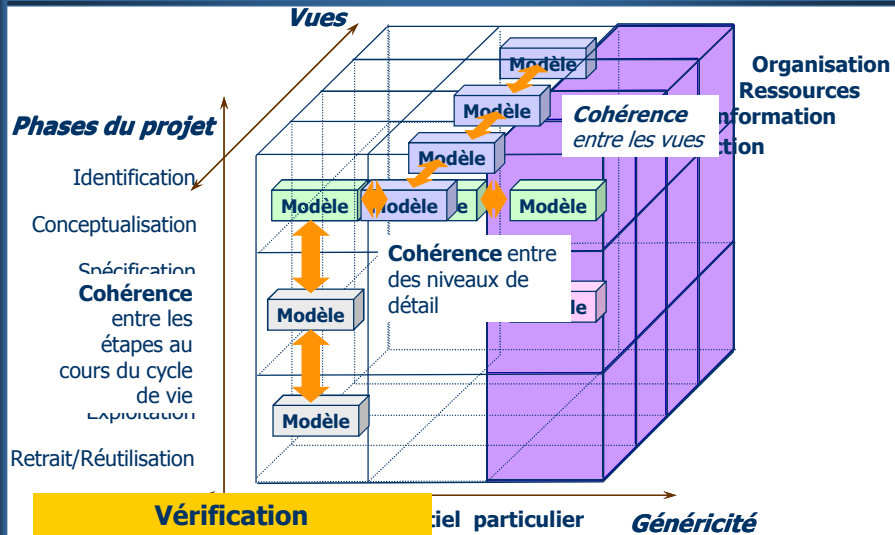 Vues
Modèle
Organisation
Ressources
nformation
ction
Modèle
Cohérence
entre les vues
Phases du projet
Modèle
Identification
Modèle
Modèle
Modèle
Conceptualisation
Cohérence entre
des niveaux de
détail
Spécification
Cohérence
entre les
étapes au
cours du cycle
de vie
Modèle
le
Exploitation
Modèle
Retrait/Réutilisation
Vérification
tiel particulier
Généricité